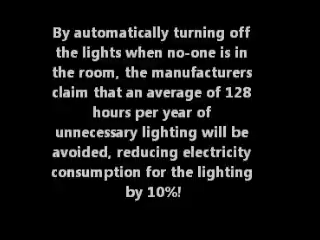 By automatically turning off
the lights when no-one is in
the room, the manufacturers
claim that an average of 128
hours per year of
unnecessary lighting will be
avoided, reducing electricity
consumption for the lighting
by 10%!